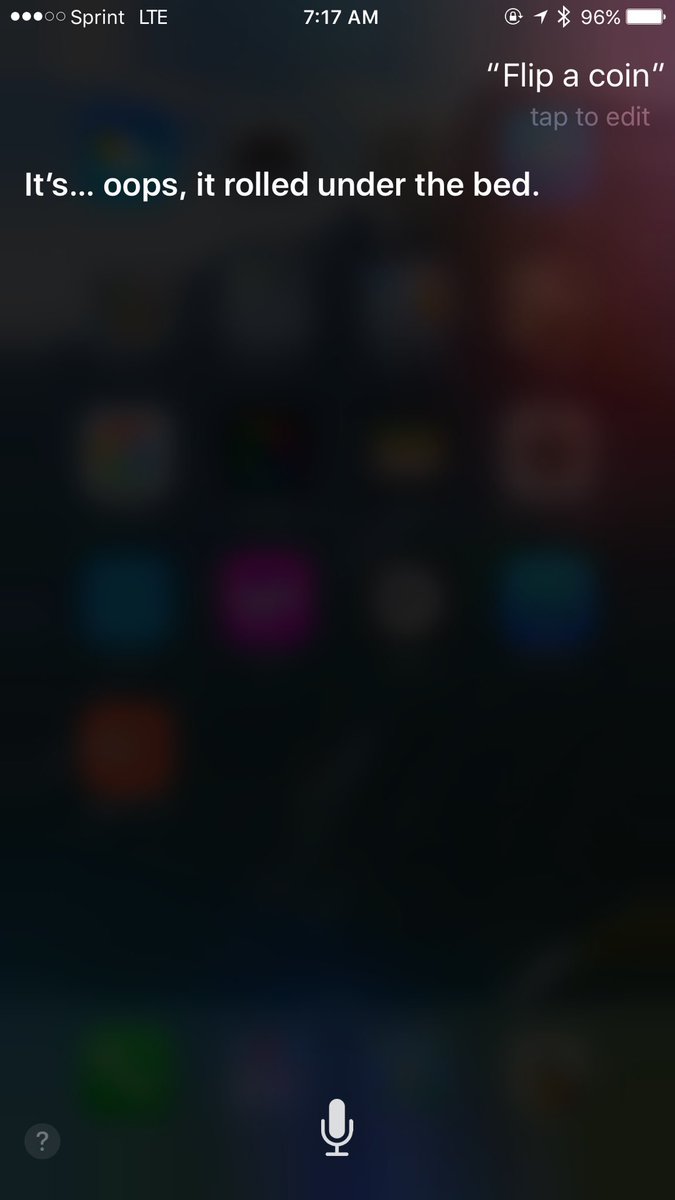 Sprint LTE 7:17 AM 96%
“Flip a coin”
tap to edit
It’s... oops, it rolled under the bed.
?